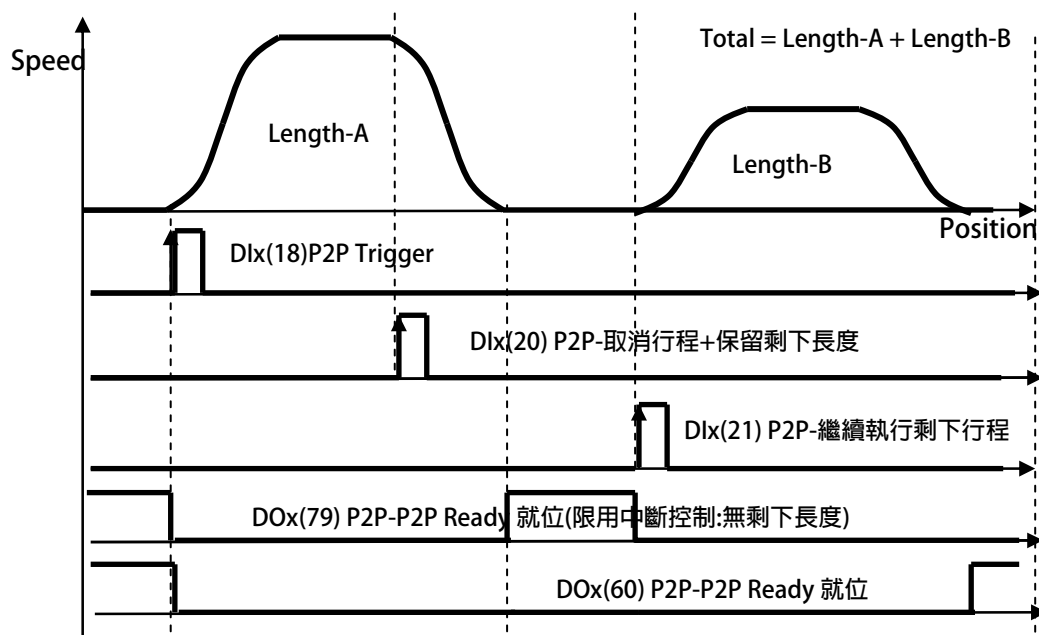 Total = Length-A + Length-B
Speed
Length-A
Length-B
Position
DIx(18)P2P Trigger
DIx(20) P2P-取消行程+保留剩下長度
DIx(21) P2P-繼續執行剩下行程
DOx(79) P2P-P2P Ready 就位(限用中斷控制:無剩下長度)
DOx(60) P2P-P2P Ready 就位